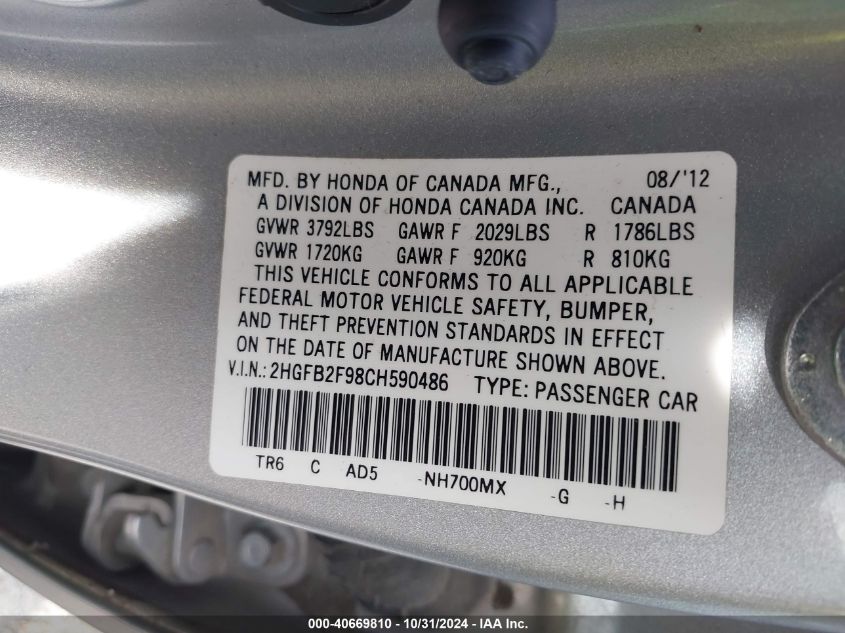 MFD. BY HONDA OF CANADA MFG., 08/'12
A DIVISION OF HONDA CANADA INC. CANADA
GVWR 3792LBS GAWR F 2029LBS R 1786LBS
GVWR 1720KG GAWR F 920KG R 810KG
THIS VEHICLE CONFORMS TO ALL APPLICABLE
FEDERAL MOTOR VEHICLE SAFETY, BUMPER,
AND THEFT PREVENTION STANDARDS IN EFFECT
ON THE DATE OF MANUFACTURE SHOWN ABOVE.
V.I.N.: 2HGFB2F98CH590486 TYPE: PASSENGER CAR
TR6 C AD5 -NH700MX -G -H
000-40669810 / 10/31/2024 - IAA Inc.